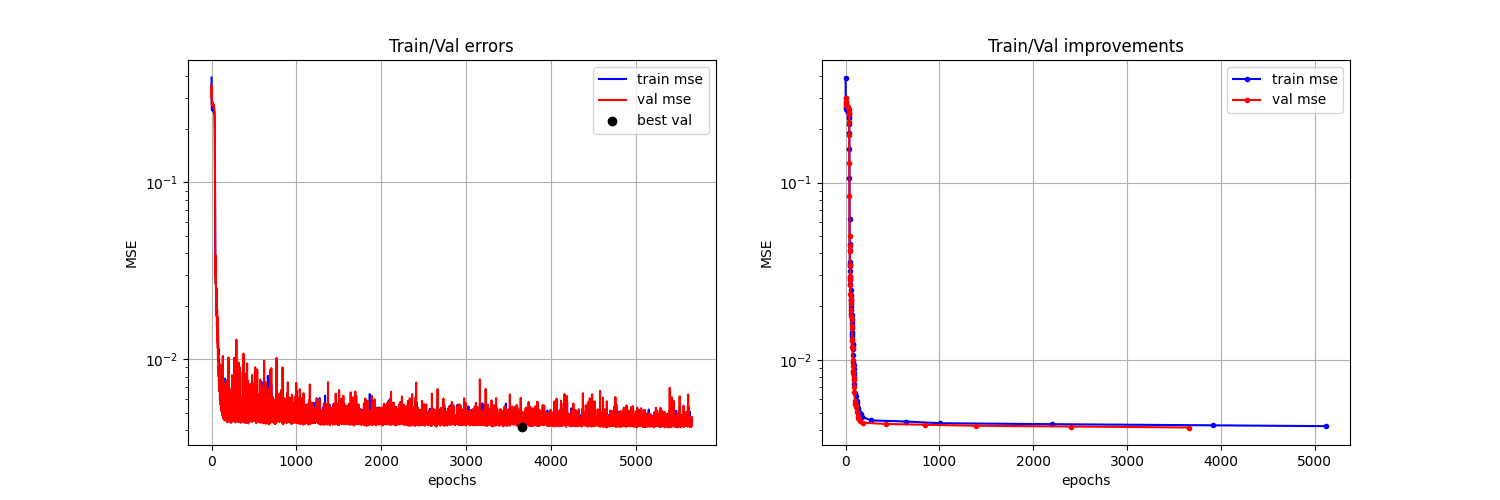 Train/Val errors
train mse
val mse
best val
10⁻¹
10⁻²
MSE
0 1000 2000 3000 4000 5000
epochs
Train/Val improvements
train mse
val mse
10⁻¹
10⁻²
MSE
0 1000 2000 3000 4000 5000
epochs